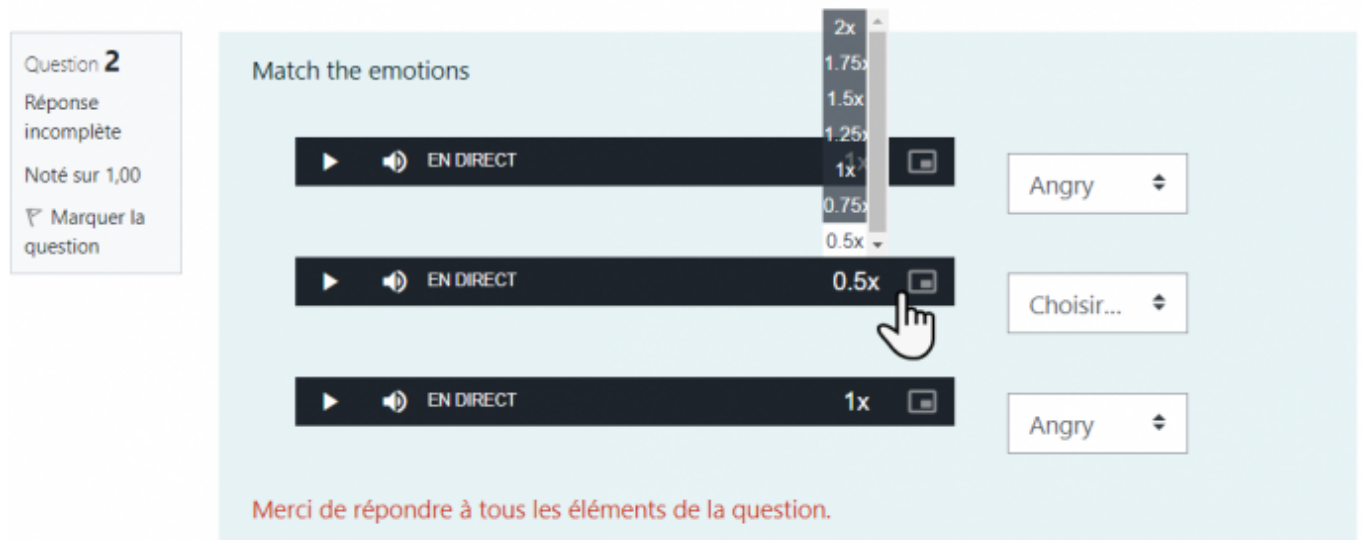 Question 2
Réponse
incomplète
Noté sur 1,00
Marquer la
question
Match the emotions
2x
1.75x
1.5x
1.25x
1x
0.75x
0.5x
EN DIRECT
1x
Angry
EN DIRECT
0.5x
Choisir...
EN DIRECT
1x
Angry
Merci de répondre à tous les éléments de la question.